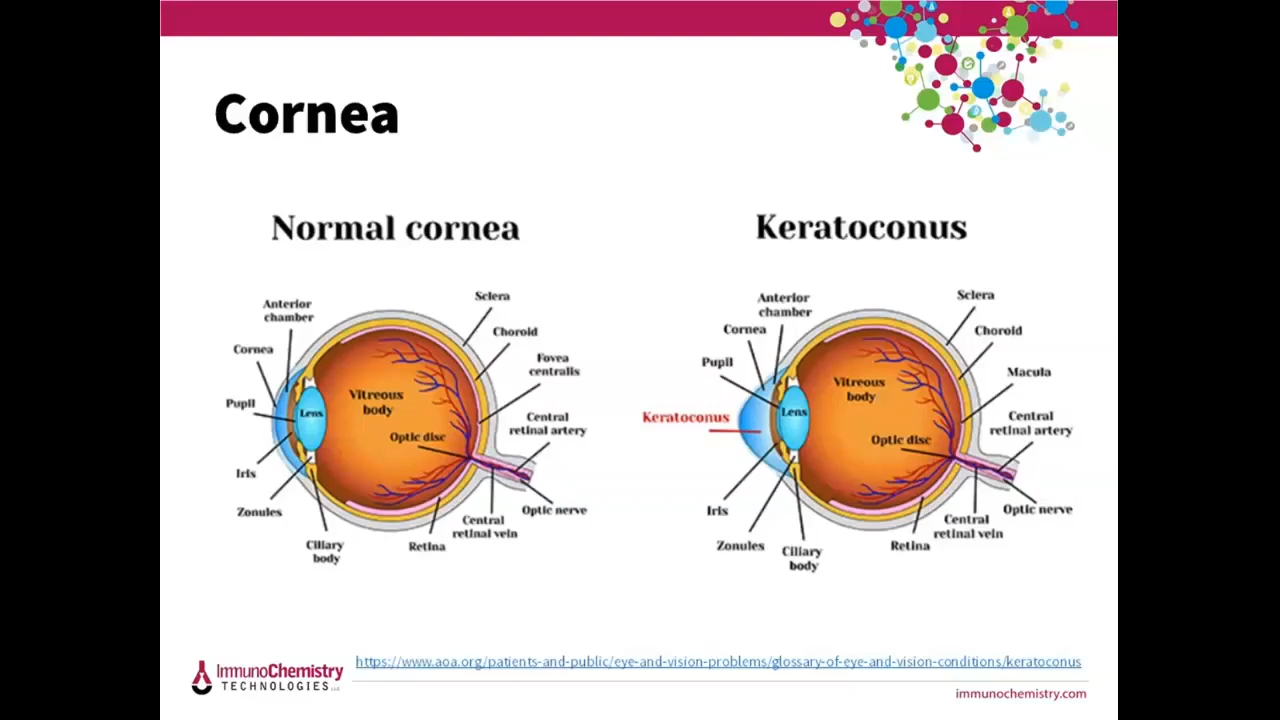 Cornea
Normal cornea
Anterior
chamber
Cornea
Pupil
Iris
Zonules
Ciliary
body
Retina
Central
retinal vein
Optic nerve
Central
retinal artery
Fovea
centralis
Choroid
Sclera
Vitreous
body
Lens
Optic disc
Keratoconus
Anterior
chamber
Cornea
Pupil
Keratoconus
Iris
Zonules
Ciliary
body
Retina
Central
retinal vein
Optic nerve
Central
retinal artery
Macula
Choroid
Sclera
Vitreous
body
Lens
Optic disc
ImmunoChemistry
TECHNOLOGIES LLC
https://www.aoa.org/patients-and-public/eye-and-vision-problems/glossary-of-eye-and-vision-conditions/keratoconus
immunochemistry.com